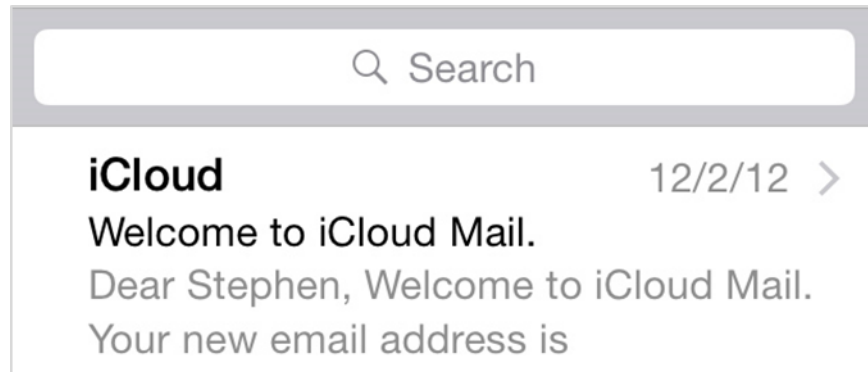 Search
iCloud
12/2/12
Welcome to iCloud Mail.
Dear Stephen, Welcome to iCloud Mail.
Your new email address is